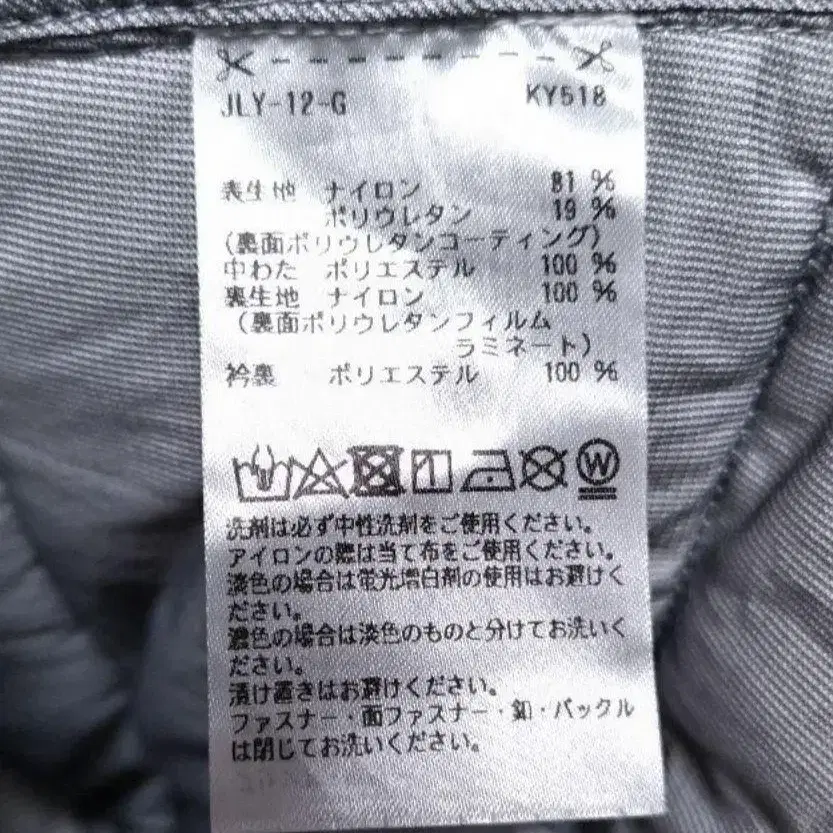 JLY-12-G KY518
表生地 ナイロン 81 %
ポリウレタン 19 %
(裏面ポリウレタンコーティング)
中わた ポリエステル 100 %
裏生地 ナイロン 100 %
(裏面ポリウレタンフィルム
ラミネート)
衿裏 ポリエステル 100 %
W
洗剤は必ず中性洗剤をご使用ください。
アイロンの際は当て布をご使用ください。
淡色の場合は蛍光増白剤の使用はお避けく
ださい。
濃色の場合は淡色のものと分けてお洗いく
ださい。
漬け置きはお避けください。
ファスナー・面ファスナー・釦・バックル
は閉じてお洗いください。